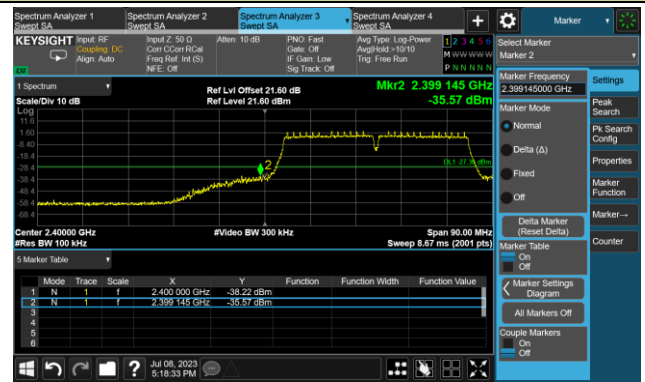 Spectrum Analyzer 1
Swept SA
Spectrum Analyzer 2
Swept SA
Spectrum Analyzer 3
Swept SA
Spectrum Analyzer 4
Swept SA
+
Marker
KEYSIGHT
Input: RF
Coupling: DC
Align: Auto
Input Z: 50 Ω
Corr CCorr RCal
Freq Ref: Int (S)
NFE: Off
Atten: 10 dB
PNO: Fast
Gate: Off
IF Gain: Low
Sig Track: Off
Avg Type: Log-Power
Avg|Hold:>10/10
Trig: Free Run
1 2 3 4 5 6
M W W W W W
P N N N N N
Select Marker
Marker 2
1 Spectrum
Scale/Div 10 dB
Log
Ref Lvl Offset 21.60 dB
Ref Level 21.60 dBm
Mkr2 2.399 145 GHz
-35.57 dBm
11.6
1.60
-8.40
-18.4
-28.4
-38.4
-48.4
-58.4
-68.4
2
Center 2.40000 GHz
#Res BW 100 kHz
#Video BW 300 kHz
Span 90.00 MHz
Sweep 8.67 ms (2001 pts)
5 Marker Table
Mode Trace Scale X Y Function Function Width Function Value
1 N 1 f 2.400 000 GHz -38.22 dBm
2 N 1 f 2.399 145 GHz -35.57 dBm
3
4
5
6
Marker Frequency
2.399145000 GHz
Marker Mode
Normal
Delta (Δ)
Fixed
Off
Delta Marker
(Reset Delta)
Marker Table
On
Off
Marker Settings
Diagram
All Markers Off
Couple Markers
On
Off
Settings
Peak
Search
Pk Search
Config
Properties
Marker
Function
Marker→
Counter
?
Jul 08, 2023
5:18:33 PM